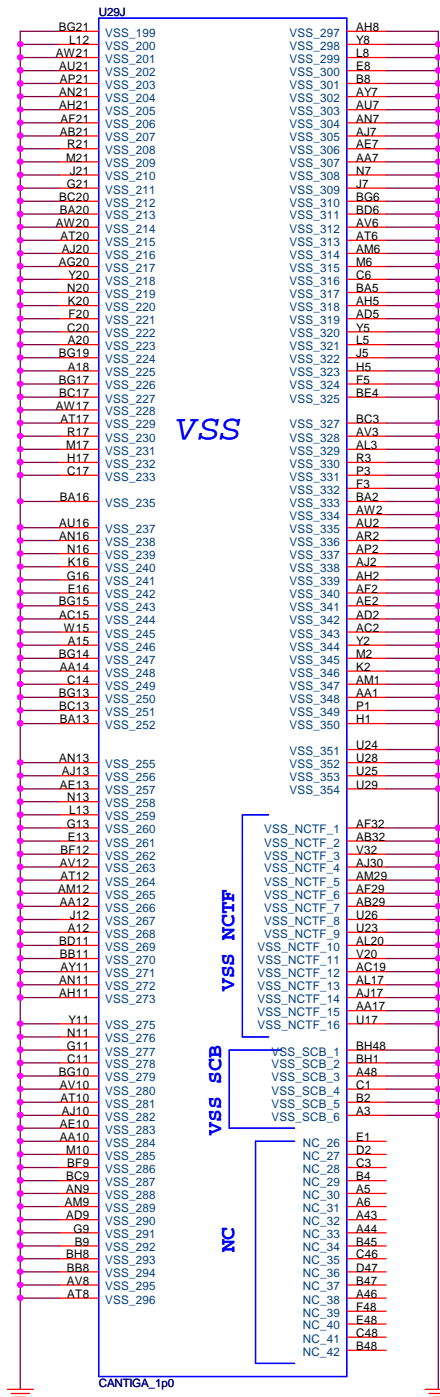 U29J
BG21 VSS_199
L12 VSS_200
AW21 VSS_201
AU21 VSS_202
AP21 VSS_203
AN21 VSS_204
AH21 VSS_205
AF21 VSS_206
AB21 VSS_207
R21 VSS_208
M21 VSS_209
J21 VSS_210
G21 VSS_211
BC20 VSS_212
BA20 VSS_213
AW20 VSS_214
AT20 VSS_215
AJ20 VSS_216
AG20 VSS_217
Y20 VSS_218
N20 VSS_219
K20 VSS_220
F20 VSS_221
C20 VSS_222
A20 VSS_223
BG19 VSS_224
A18 VSS_225
BG17 VSS_226
BC17 VSS_227
AW17 VSS_228
AT17 VSS_229
R17 VSS_230
M17 VSS_231
H17 VSS_232
C17 VSS_233
BA16 VSS_235
AU16 VSS_237
AN16 VSS_238
N16 VSS_239
K16 VSS_240
G16 VSS_241
E16 VSS_242
BG15 VSS_243
AC15 VSS_244
W15 VSS_245
A15 VSS_246
BG14 VSS_247
AA14 VSS_248
C14 VSS_249
BG13 VSS_250
BC13 VSS_251
BA13 VSS_252
AN13 VSS_255
AJ13 VSS_256
AE13 VSS_257
N13 VSS_258
L13 VSS_259
G13 VSS_260
E13 VSS_261
BF12 VSS_262
AV12 VSS_263
AT12 VSS_264
AM12 VSS_265
AA12 VSS_266
J12 VSS_267
A12 VSS_268
BD11 VSS_269
BB11 VSS_270
AY11 VSS_271
AN11 VSS_272
AH11 VSS_273
Y11 VSS_275
N11 VSS_276
G11 VSS_277
C11 VSS_278
BG10 VSS_279
AV10 VSS_280
AT10 VSS_281
AJ10 VSS_282
AE10 VSS_283
AA10 VSS_284
M10 VSS_285
BF9 VSS_286
BC9 VSS_287
AN9 VSS_288
AM9 VSS_289
AD9 VSS_290
G9 VSS_291
B9 VSS_292
BH8 VSS_293
BB8 VSS_294
AV8 VSS_295
AT8 VSS_296
VSS
VSS NCTF
VSS SCB
NC
VSS_297 AH8
VSS_298 Y8
VSS_299 L8
VSS_300 E8
VSS_301 B8
VSS_302 AY7
VSS_303 AU7
VSS_304 AN7
VSS_305 AJ7
VSS_306 AE7
VSS_307 AA7
VSS_308 N7
VSS_309 J7
VSS_310 BG6
VSS_311 BD6
VSS_312 AV6
VSS_313 AT6
VSS_314 AM6
VSS_315 M6
VSS_316 C6
VSS_317 BA5
VSS_318 AH5
VSS_319 AD5
VSS_320 Y5
VSS_321 L5
VSS_322 J5
VSS_323 H5
VSS_324 F5
VSS_325 BE4
VSS_327 BC3
VSS_328 AV3
VSS_329 AL3
VSS_330 R3
VSS_331 P3
VSS_332 F3
VSS_333 BA2
VSS_334 AW2
VSS_335 AU2
VSS_336 AR2
VSS_337 AP2
VSS_338 AJ2
VSS_339 AH2
VSS_340 AF2
VSS_341 AE2
VSS_342 AD2
VSS_343 AC2
VSS_344 Y2
VSS_345 M2
VSS_346 K2
VSS_347 AM1
VSS_348 AA1
VSS_349 P1
VSS_350 H1
VSS_351 U24
VSS_352 U28
VSS_353 U25
VSS_354 U29
VSS_NCTF_1 AF32
VSS_NCTF_2 AB32
VSS_NCTF_3 V32
VSS_NCTF_4 AJ30
VSS_NCTF_5 AM29
VSS_NCTF_6 AF29
VSS_NCTF_7 AB29
VSS_NCTF_8 U26
VSS_NCTF_9 U23
VSS_NCTF_10 AL20
VSS_NCTF_11 V20
VSS_NCTF_12 AC19
VSS_NCTF_13 AL17
VSS_NCTF_14 AJ17
VSS_NCTF_15 AA17
VSS_NCTF_16 U17
VSS_SCB_1 BH48
VSS_SCB_2 BH1
VSS_SCB_3 A48
VSS_SCB_4 C1
VSS_SCB_5 B2
VSS_SCB_6 A3
NC_26 E1
NC_27 D2
NC_28 C3
NC_29 B4
NC_30 A5
NC_31 A6
NC_32 A43
NC_33 A44
NC_34 B45
NC_35 C46
NC_36 D47
NC_37 B47
NC_38 A46
NC_39 F48
NC_40 E48
NC_41 C48
NC_42 B48
CANTIGA_1p0